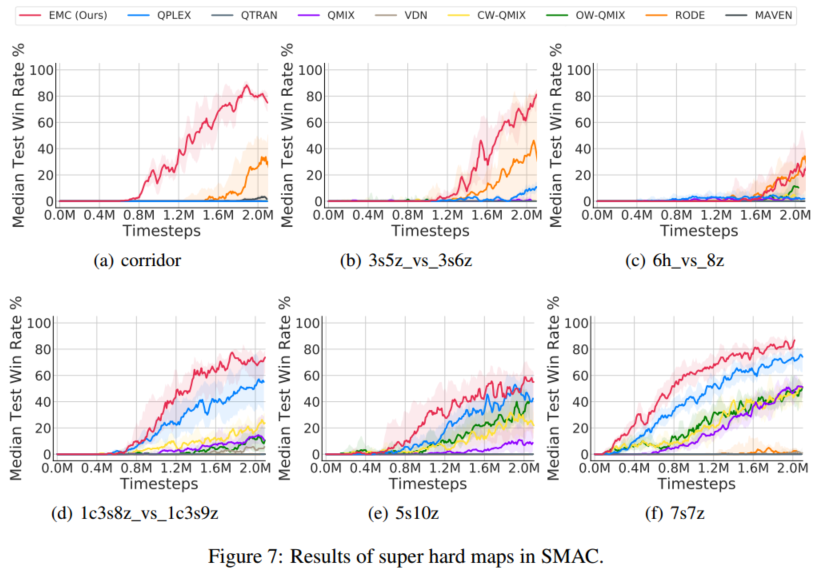 EMC (Ours) QPLEX QTRAN QMIX VDN CW-QMIX OW-QMIX RODE MAVEN
Median Test Win Rate %
100
80
60
40
20
0
0.0M 0.4M 0.8M 1.2M 1.6M 2.0M
Timesteps
(a) corridor
Median Test Win Rate %
100
80
60
40
20
0
0.0M 0.4M 0.8M 1.2M 1.6M 2.0M
Timesteps
(b) 3s5z_vs_3s6z
Median Test Win Rate %
100
80
60
40
20
0
0.0M 0.4M 0.8M 1.2M 1.6M 2.0M
Timesteps
(c) 6h_vs_8z
Median Test Win Rate %
100
80
60
40
20
0
0.0M 0.4M 0.8M 1.2M 1.6M 2.0M
Timesteps
(d) 1c3s8z_vs_1c3s9z
Median Test Win Rate %
100
80
60
40
20
0
0.0M 0.4M 0.8M 1.2M 1.6M 2.0M
Timesteps
(e) 5s10z
Median Test Win Rate %
100
80
60
40
20
0
0.0M 0.4M 0.8M 1.2M 1.6M 2.0M
Timesteps
(f) 7s7z
Figure 7: Results of super hard maps in SMAC.